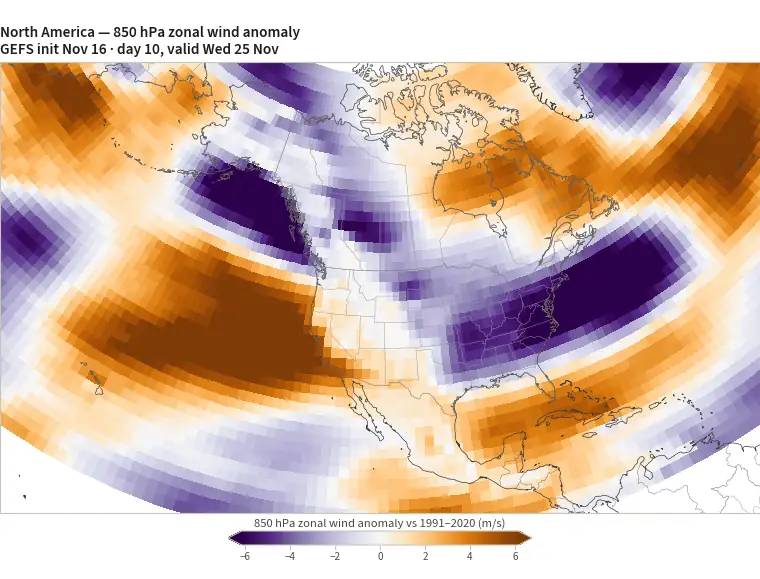 North America — 850 hPa zonal wind anomaly
GEFS init Nov 16 · day 10, valid Wed 25 Nov
850 hPa zonal wind anomaly vs 1991–2020 (m/s)
−6 −4 −2 0 2 4 6